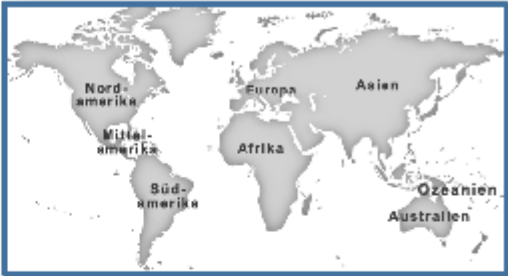 Nord-
amerika
Mittel-
amerika
Süd-
amerika
Europa
Afrika
Asien
Ozeanien
Australien